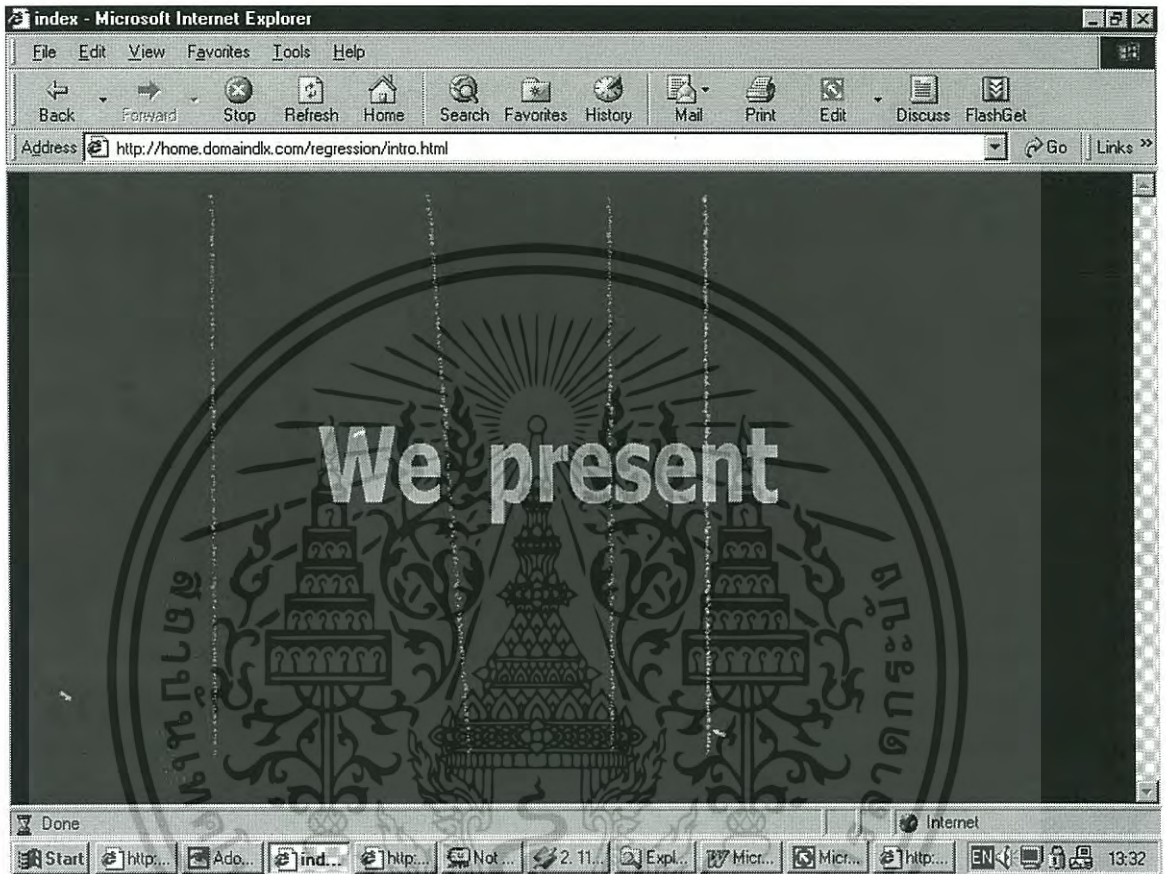 index - Microsoft Internet Explorer
File Edit View Favorites Tools Help
Back Forward Stop Refresh Home Search Favorites History Mail Print Edit Discuss FlashGet
Address http://home.domaindlx.com/regression/intro.html Go Links »
We present
Done Internet
Start http:... Ado... ind... http:... Not ... 2. 11... Expl... Micr... Micr... http:... EN 13:32